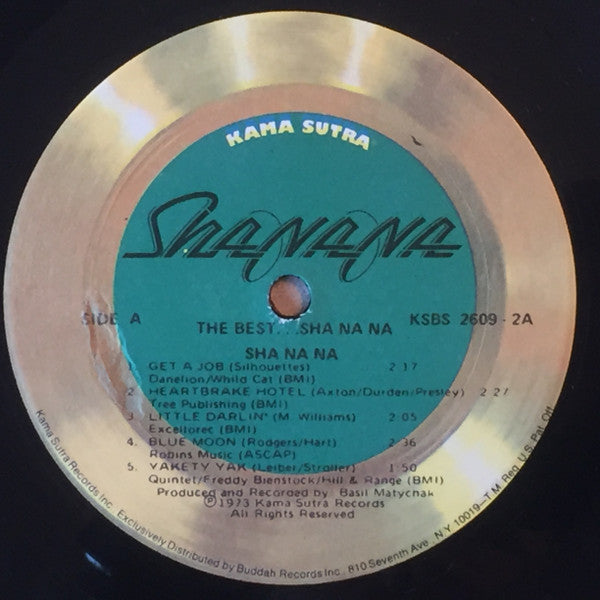 KAMA SUTRA
SHANANA
SIDE A
THE BEST...SHA NA NA
KSBS 2609 - 2A
SHA NA NA
1. GET A JOB (Silhouettes) 2 17
Danelion/Whild Cat (BMI)
2 HEARTBRAKE HOTEL (Axton/Durden/Presley) 2 27
Tree Publishing (BMI)
3 LITTLE DARLIN' (M. Williams) 2:05
Excellorec (BMI)
4 BLUE MOON (Rodgers/Hart) 2:36
Robins Music (ASCAP)
5. YAKETY YAK (Leiber/Stroller) 1:50
Quintet/Freddy Bienstock/Hill & Range (BMI)
Produced and Recorded by Basil Matychak
Ⓟ1973 Kama Sutra Records
All Rights Reserved
Kama Sutra Records Inc. Exclusively Distributed by Buddah Records Inc. 810 Seventh Ave. N.Y. 10019—T.M. Reg. U.S. Pat. Off.